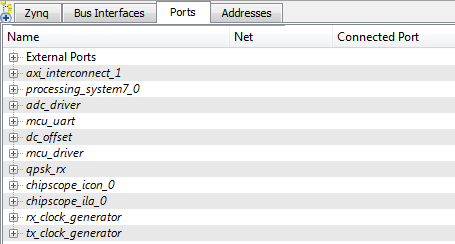 Zynq Bus Interfaces Ports Addresses
Name Net Connected Port
External Ports
axi_interconnect_1
processing_system7_0
adc_driver
mcu_uart
dc_offset
mcu_driver
qpsk_rx
chipscope_icon_0
chipscope_ila_0
rx_clock_generator
tx_clock_generator